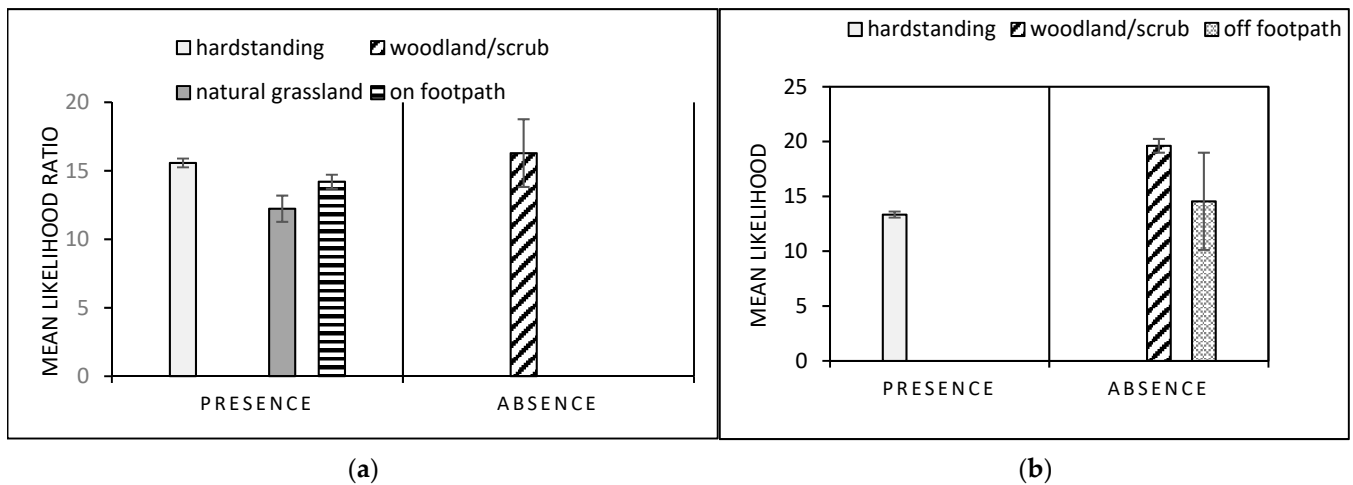 hardstanding woodland/scrub
natural grassland on footpath
MEAN LIKELIHOOD RATIO
20
15
10
5
0
PRESENCE ABSENCE
(a)
hardstanding woodland/scrub off footpath
MEAN LIKELIHOOD
25
20
15
10
5
0
PRESENCE ABSENCE
(b)